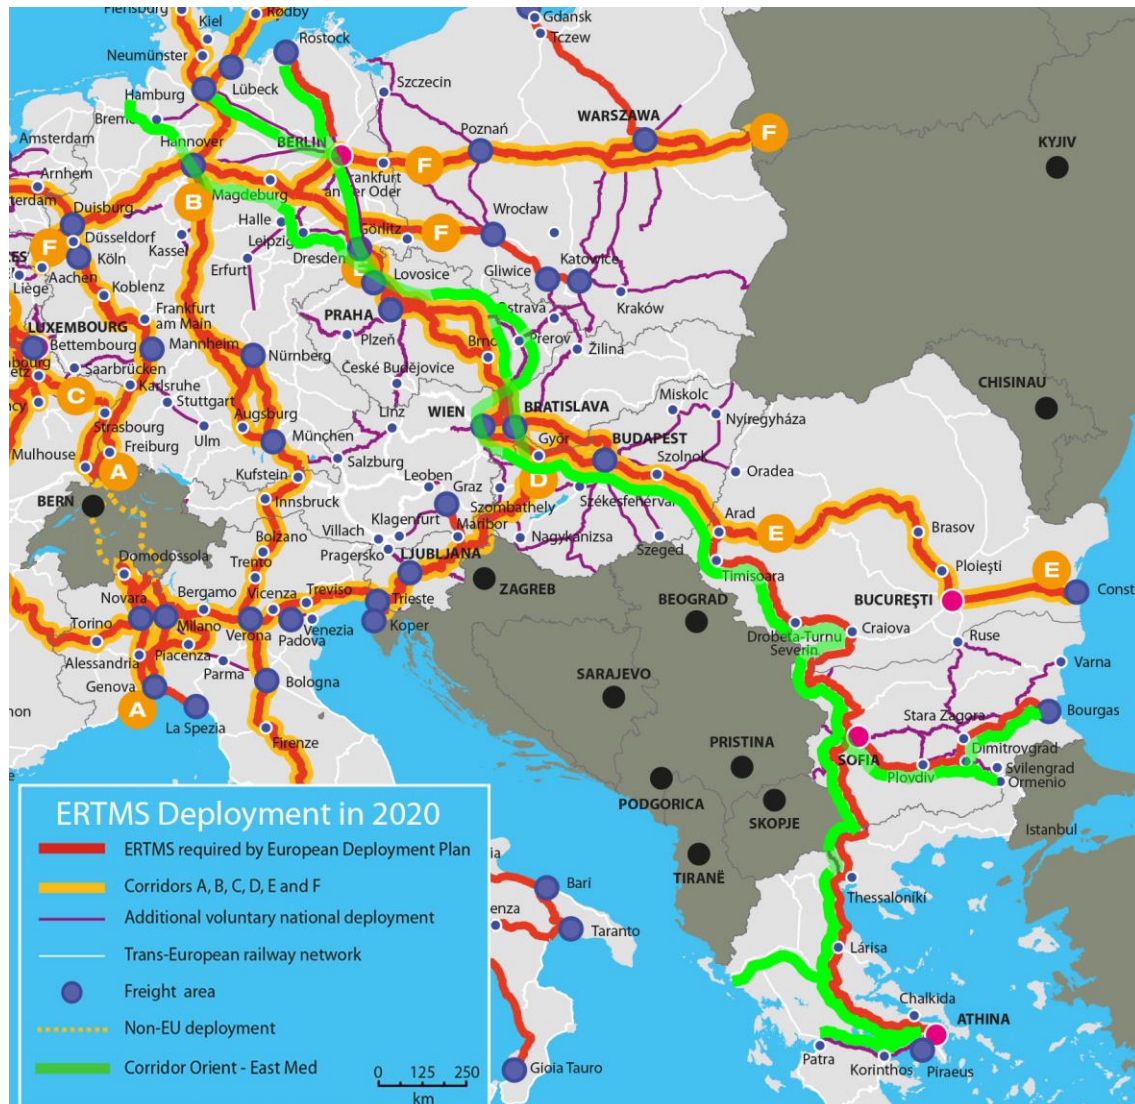 Flensburg
Kiel
Rødby
Rostock
Gdansk
Tczew
Neumünster
Hamburg
Lübeck
Szczecin
WARSZAWA
F
KYJIV
Amsterdam
Hannover
BERLIN
Poznań
F
Arnhem
Magdeburg
Frankfurt
an der Oder
Duisburg
B
Halle
Wrocław
F
Düsseldorf
Kassel
Leipzig
Görlitz
F
Köln
Erfurt
Dresden
Gliwice
Katowice
Aachen
Lovosice
Liège
Koblenz
Ostrava
Kraków
LUXEMBOURG
Frankfurt
am Main
PRAHA
Bettembourg
Mannheim
Nürnberg
Plzeň
Brno
Prerov
Žilina
Saarbrücken
České Budějovice
CHISINAU
C
Karlsruhe
Stuttgart
Miskolc
Strasbourg
Augsburg
Linz
WIEN
BRATISLAVA
Nyíregyháza
Ulm
Freiburg
München
Győr
BUDAPEST
Mulhouse
A
Salzburg
Szolnok
Oradea
Kufstein
Leoben
D
BERN
Graz
Szombathely
Székesfehérvár
Innsbruck
Klagenfurt
Arad
E
Brasov
Villach
Maribor
Nagykanizsa
Szeged
Bolzano
Pragersko
LJUBLJANA
Domodossola
Trento
ZAGREB
Timisoara
Ploieşti
E
Bergamo
Vicenza
Treviso
Trieste
BEOGRAD
BUCUREŞTI
Const
Novara
Torino
Milano
Verona
Padova
Venezia
Koper
Drobeta-Turnu
Severin
Craiova
Ruse
Alessandria
Piacenza
Parma
SARAJEVO
Varna
Genova
Bologna
A
La Spezia
Stara Zagora
Bourgas
Firenze
PRISTINA
SOFIA
Dimitrovgrad
Plovdiv
Svilengrad
Ormenio
PODGORICA
SKOPJE
Istanbul
TIRANË
Bari
Thessaloníki
Taranto
Lárisa
Chalkida
ATHINA
Patra
Korinthos
Piraeus
Gioia Tauro
ERTMS Deployment in 2020
ERTMS required by European Deployment Plan
Corridors A, B, C, D, E and F
Additional voluntary national deployment
Trans-European railway network
Freight area
Non-EU deployment
Corridor Orient - East Med
0 125 250
km